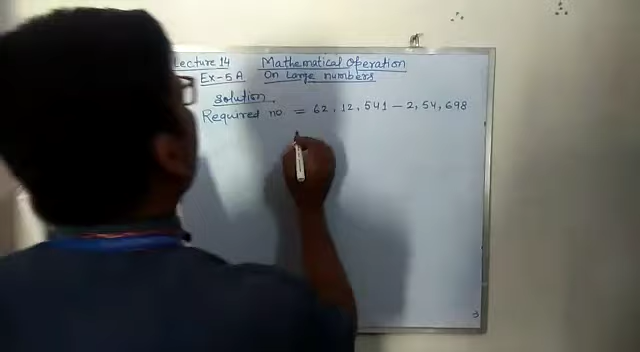 Lecture 14 Mathematical Operation
Ex-5A On Large numbers
Solution
Required no. = 62,12,541 - 2,54,698